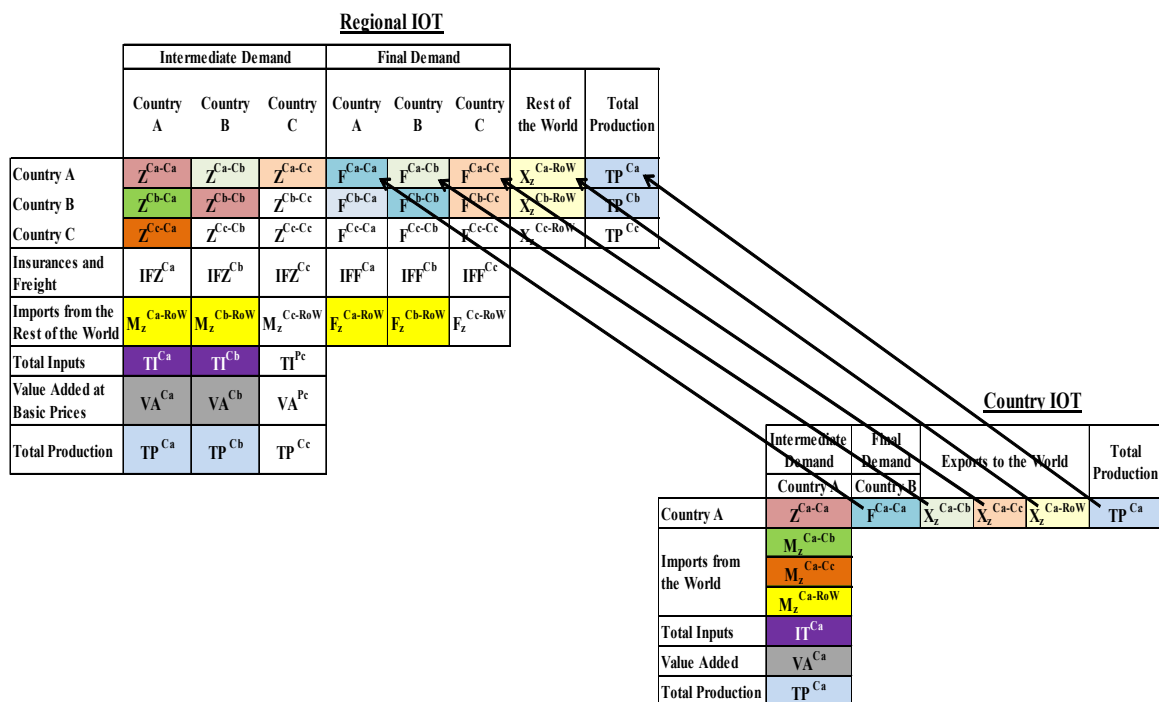 Regional IOT
Intermediate Demand Final Demand
Country A Country B Country C Country A Country B Country C Rest of the World Total Production
Country A Z^Ca-Ca Z^Ca-Cb Z^Ca-Cc F^Ca-Ca F^Ca-Cb F^Ca-Cc X_z^Ca-RoW TP^Ca
Country B Z^Cb-Ca Z^Cb-Cb Z^Cb-Cc F^Cb-Ca F^Cb-Cb F^Cb-Cc X_z^Cb-RoW TP^Cb
Country C Z^Cc-Ca Z^Cc-Cb Z^Cc-Cc F^Cc-Ca F^Cc-Cb F^Cc-Cc X_z^Cc-RoW TP^Cc
Insurances and Freight IFZ^Ca IFZ^Cb IFZ^Cc IFF^Ca IFF^Cb IFF^Cc
Imports from the Rest of the World M_z^Ca-RoW M_z^Cb-RoW M_z^Cc-RoW F_z^Ca-RoW F_z^Cb-RoW F_z^Cc-RoW
Total Inputs TI^Ca TI^Cb TI^Pc
Value Added at Basic Prices VA^Ca VA^Cb VA^Pc
Total Production TP^Ca TP^Cb TP^Cc
Country IOT
Intermediate Demand Final Demand Exports to the World Total Production
Country A Country B
Country A Z^Ca-Ca F^Ca-Ca X_z^Ca-Cb X_z^Ca-Cc X_z^Ca-RoW TP^Ca
Imports from the World M_z^Ca-Cb
M_z^Ca-Cc
M_z^Ca-RoW
Total Inputs IT^Ca
Value Added VA^Ca
Total Production TP^Ca